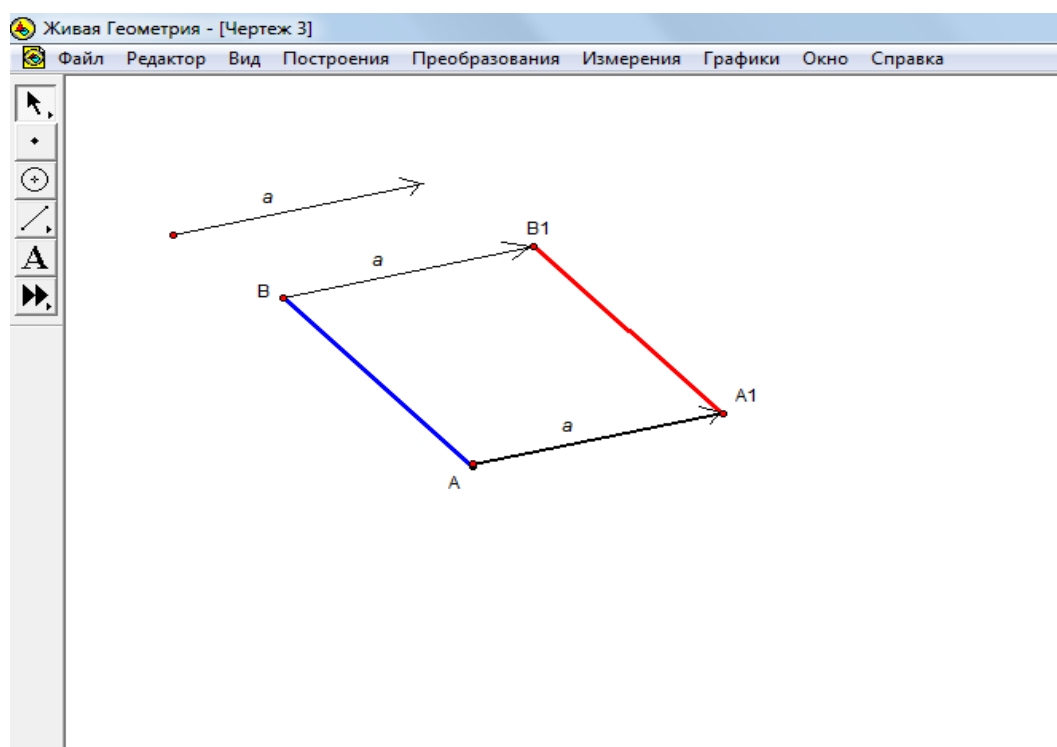 Живая Геометрия - [Чертеж 3]
Файл Редактор Вид Построения Преобразования Измерения Графики Окно Справка
A
a
B1
a
B
A1
a
A